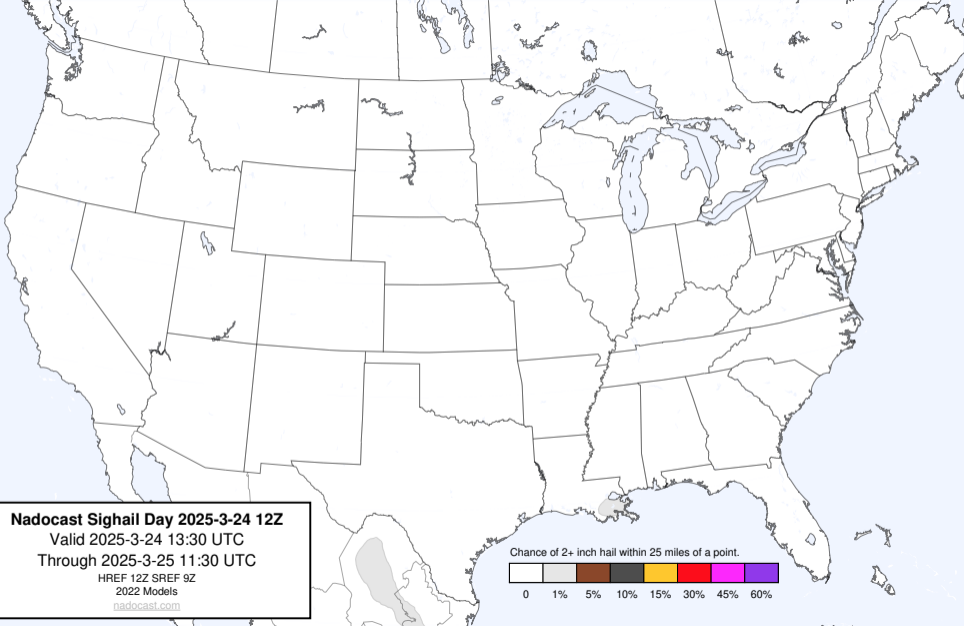 Nadocast Sighail Day 2025-3-24 12Z
Valid 2025-3-24 13:30 UTC
Through 2025-3-25 11:30 UTC
HREF 12Z SREF 9Z
2022 Models
nadocast.com
Chance of 2+ inch hail within 25 miles of a point.
0 1% 5% 10% 15% 30% 45% 60%